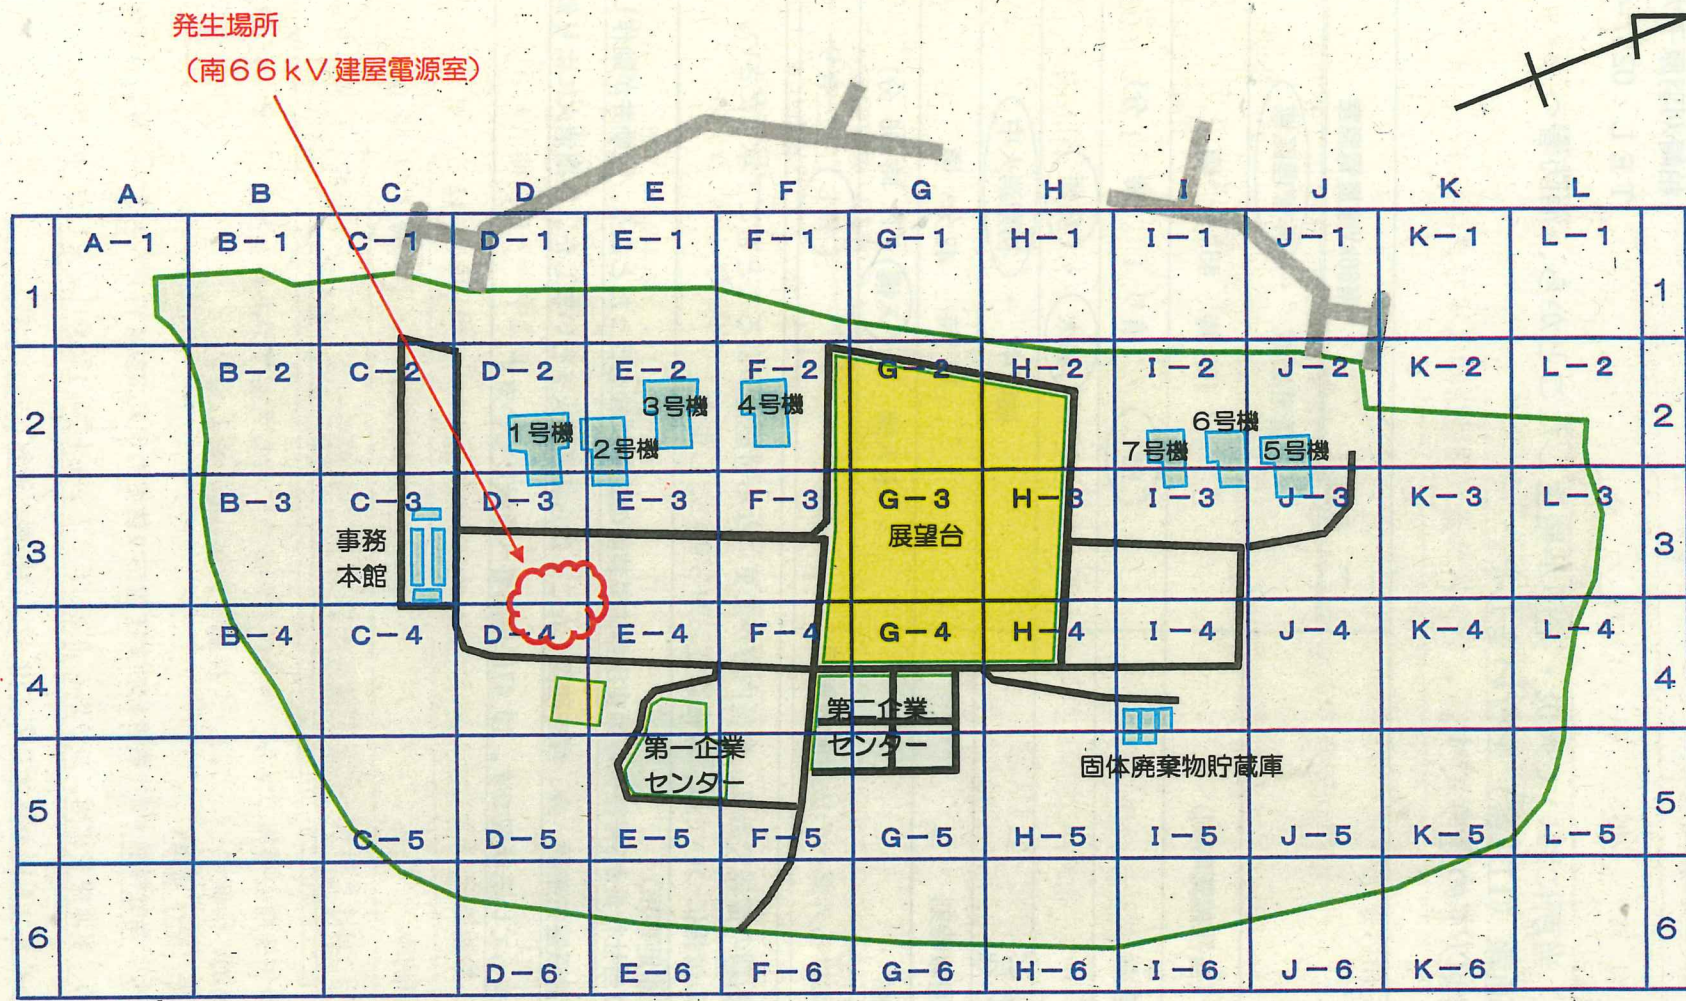 発生場所
（南66kV建屋電源室）
A B C D E F G H I J K L
A-1 B-1 C-1 D-1 E-1 F-1 G-1 H-1 I-1 J-1 K-1 L-1
1 1
B-2 C-2 D-2 E-2 F-2 G-2 H-2 I-2 J-2 K-2 L-2
3号機 4号機
2 6号機 2
1号機 2号機 7号機 5号機
B-3 C-3 D-3 E-3 F-3 G-3 H-3 I-3 J-3 K-3 L-3
事務 展望台
3 3
本館
B-4 C-4 D-4 E-4 F-4 G-4 H-4 I-4 J-4 K-4 L-4
4 4
第二企業
センター
第一企業
センター
固体廃棄物貯蔵庫
5 5
C-5 D-5 E-5 F-5 G-5 H-5 I-5 J-5 K-5 L-5
6 6
D-6 E-6 F-6 G-6 H-6 I-6 J-6 K-6